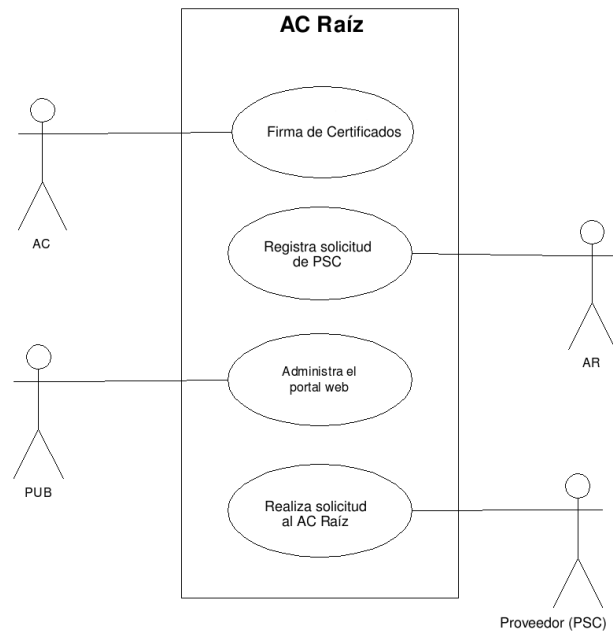 AC Raíz
Firma de Certificados
AC
Registra solicitud
de PSC
AR
Administra el
portal web
PUB
Realiza solicitud
al AC Raíz
Proveedor (PSC)